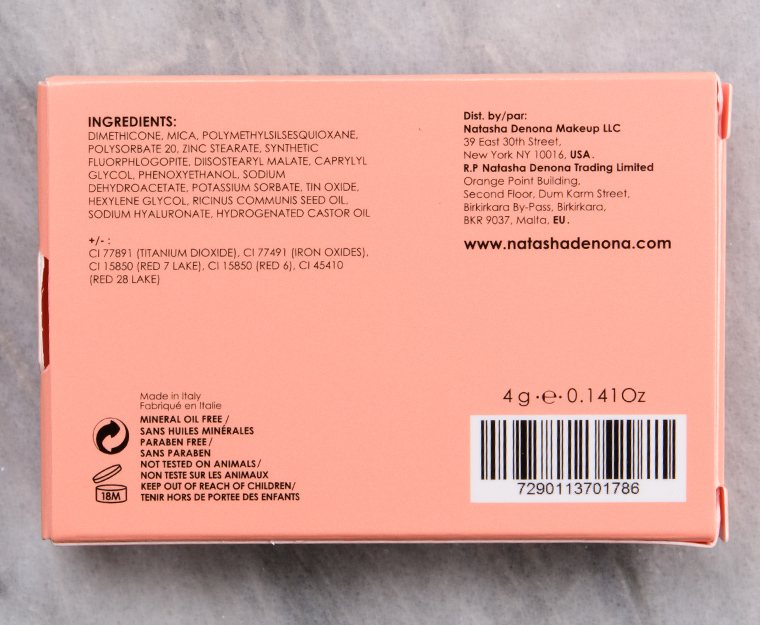 INGREDIENTS:
DIMETHICONE, MICA, POLYMETHYLSILSESQUIOXANE,
POLYSORBATE 20, ZINC STEARATE, SYNTHETIC
FLUORPHLOGOPITE, DIISOSTEARYL MALATE, CAPRYLYL
GLYCOL, PHENOXYETHANOL, SODIUM
DEHYDROACETATE, POTASSIUM SORBATE, TIN OXIDE,
HEXYLENE GLYCOL, RICINUS COMMUNIS SEED OIL,
SODIUM HYALURONATE, HYDROGENATED CASTOR OIL
+/- :
CI 77891 (TITANIUM DIOXIDE), CI 77491 (IRON OXIDES),
CI 15850 (RED 7 LAKE), CI 15850 (RED 6), CI 45410
(RED 28 LAKE)
Made in Italy
Fabriqué en Italie
MINERAL OIL FREE /
SANS HUILES MINÉRALES
PARABEN FREE /
SANS PARABEN
NOT TESTED ON ANIMALS/
NON TESTE SUR LES ANIMAUX
KEEP OUT OF REACH OF CHILDREN/
TENIR HORS DE PORTEE DES ENFANTS
18M
Dist. by/par:
Natasha Denona Makeup LLC
39 East 30th Street,
New York NY 10016, USA.
R.P Natasha Denona Trading Limited
Orange Point Building,
Second Floor, Dum Karm Street,
Birkirkara By-Pass, Birkirkara,
BKR 9037, Malta, EU.
www.natashadenona.com
4g·℮·0.141Oz
7290113701786